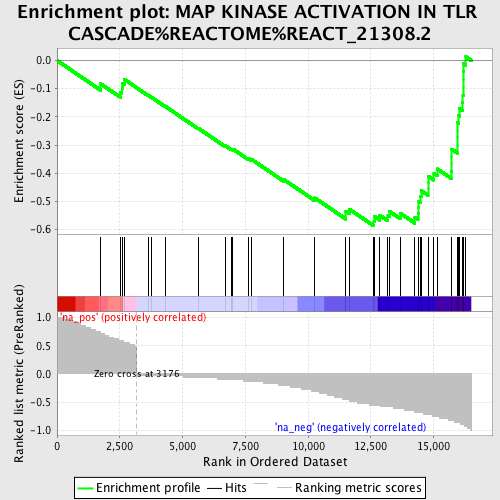 Enrichment plot: MAP KINASE ACTIVATION IN TLR
CASCADE%REACTOME%REACT_21308.2
Enrichment score (ES)
0.0
-0.1
-0.2
-0.3
-0.4
-0.5
-0.6
Ranked list metric (PreRanked)
1.0
0.5
0.0
-0.5
-1.0
'na_pos' (positively correlated)
Zero cross at 3176
'na_neg' (negatively correlated)
0
2,500
5,000
7,500
10,000
12,500
15,000
Rank in Ordered Dataset
Enrichment profile
Hits
Ranking metric scores